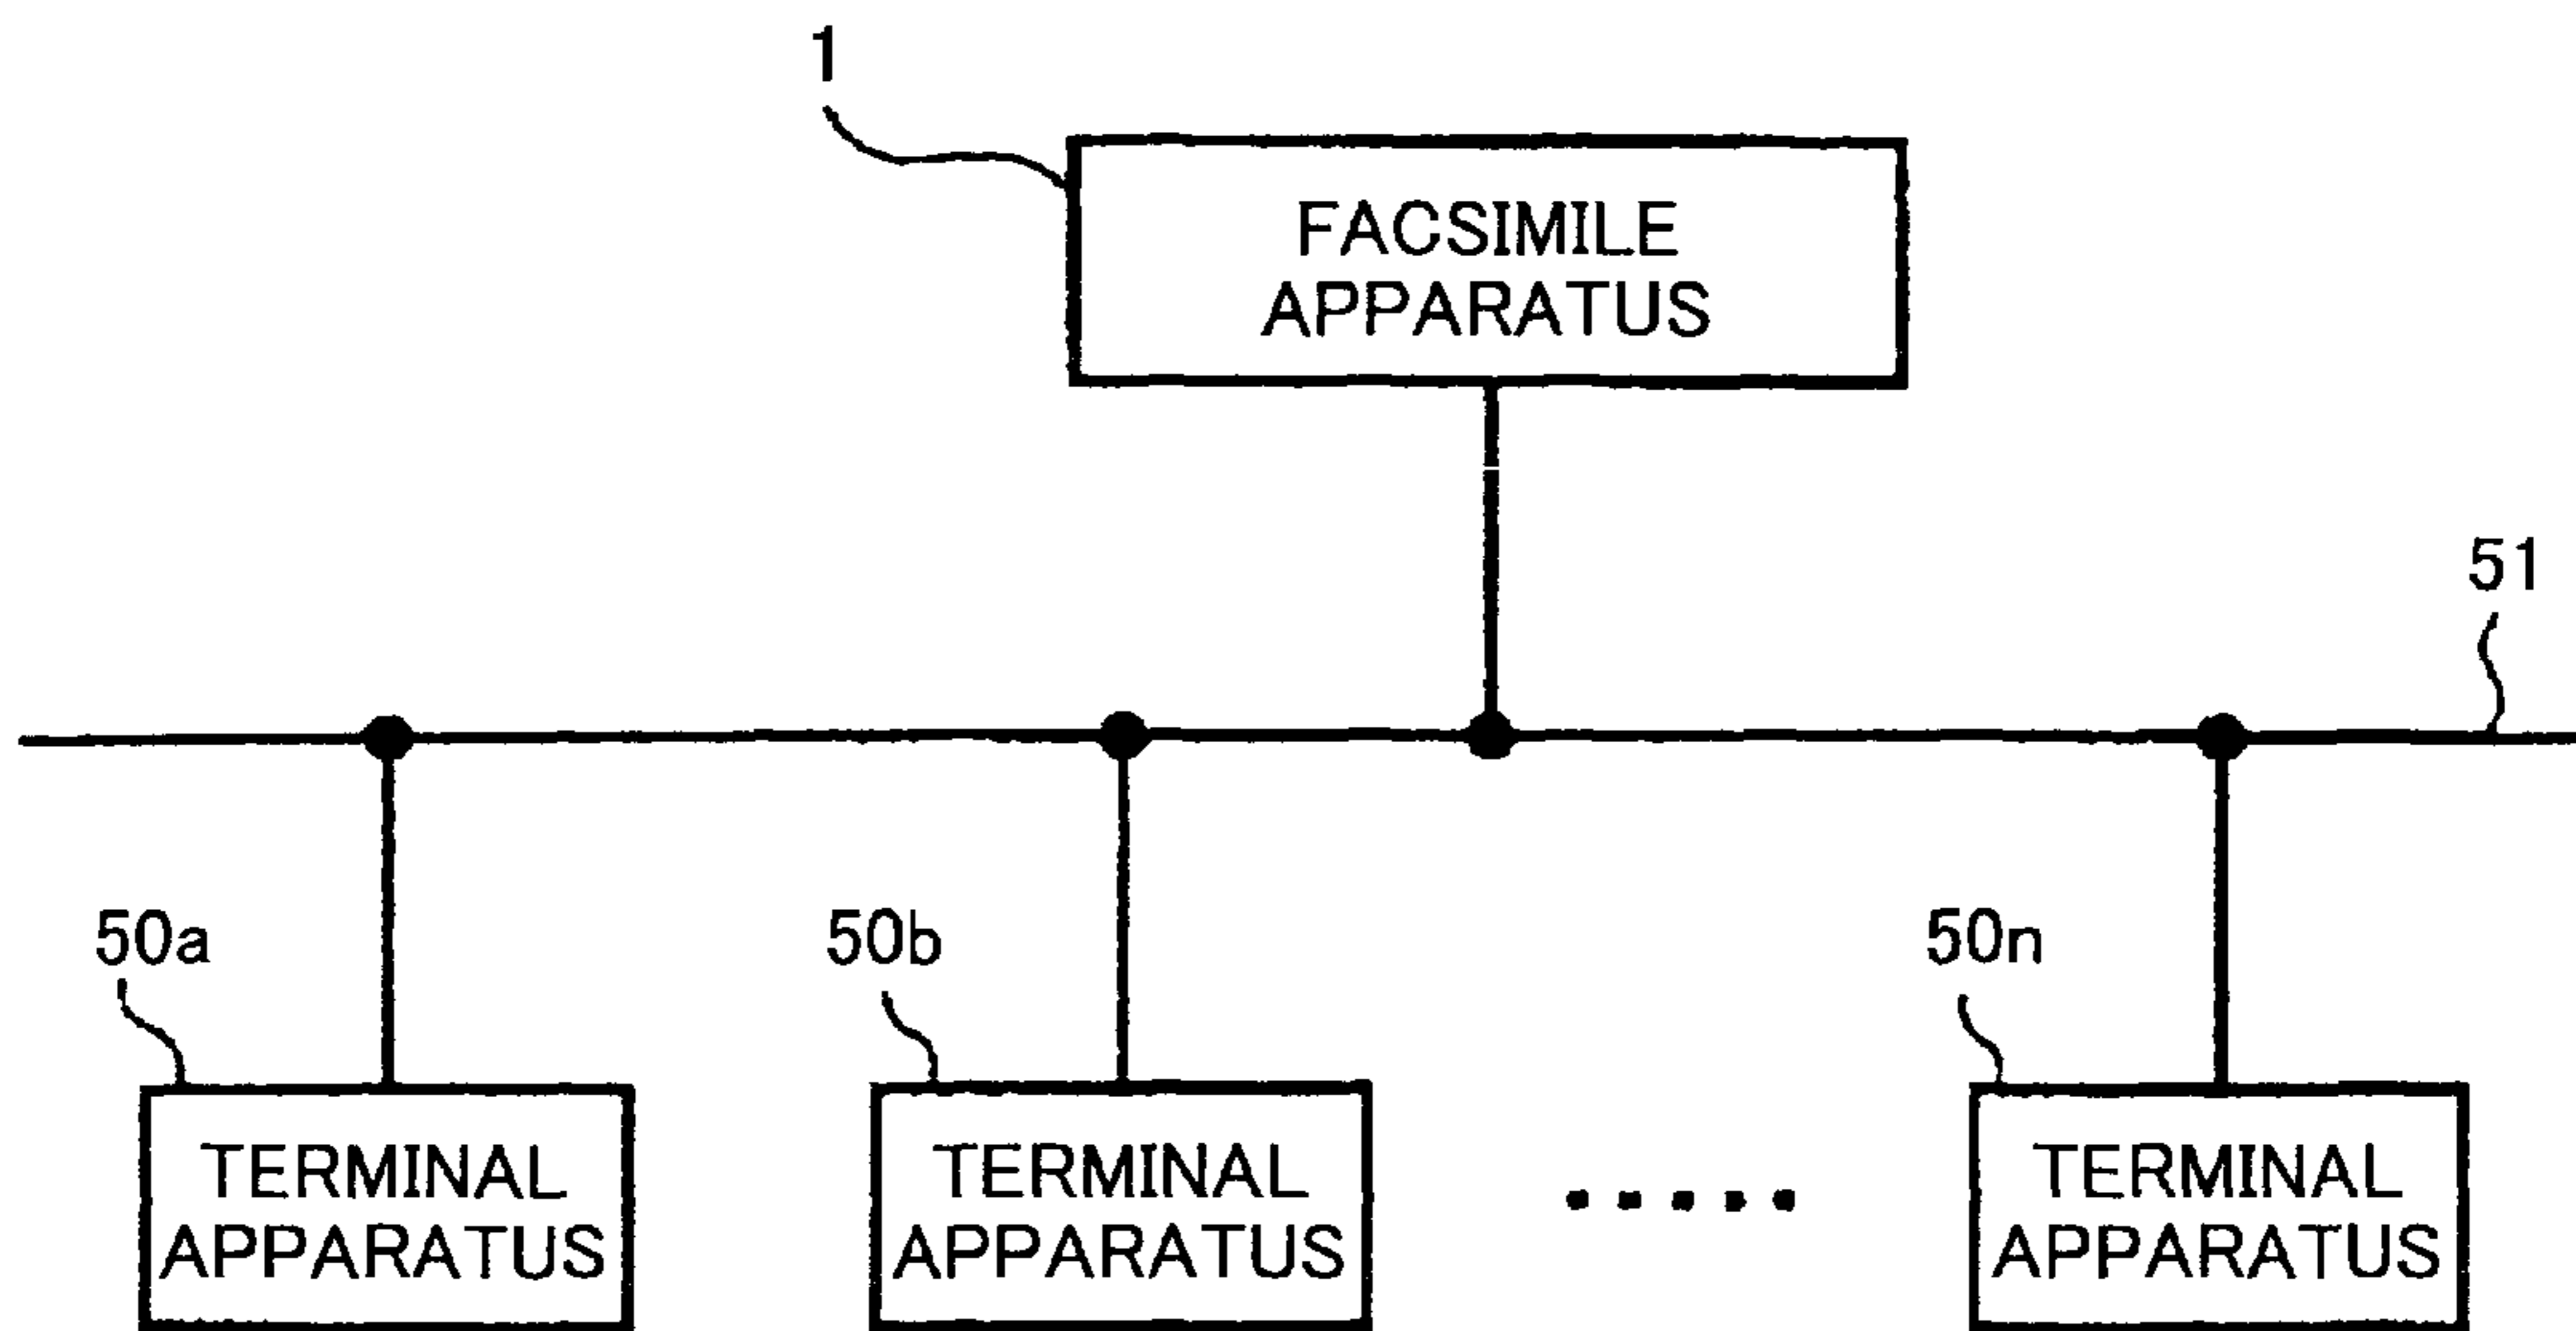 1
FACSIMILE
APPARATUS
51
50a
50b
50n
TERMINAL
APPARATUS
TERMINAL
APPARATUS
TERMINAL
APPARATUS